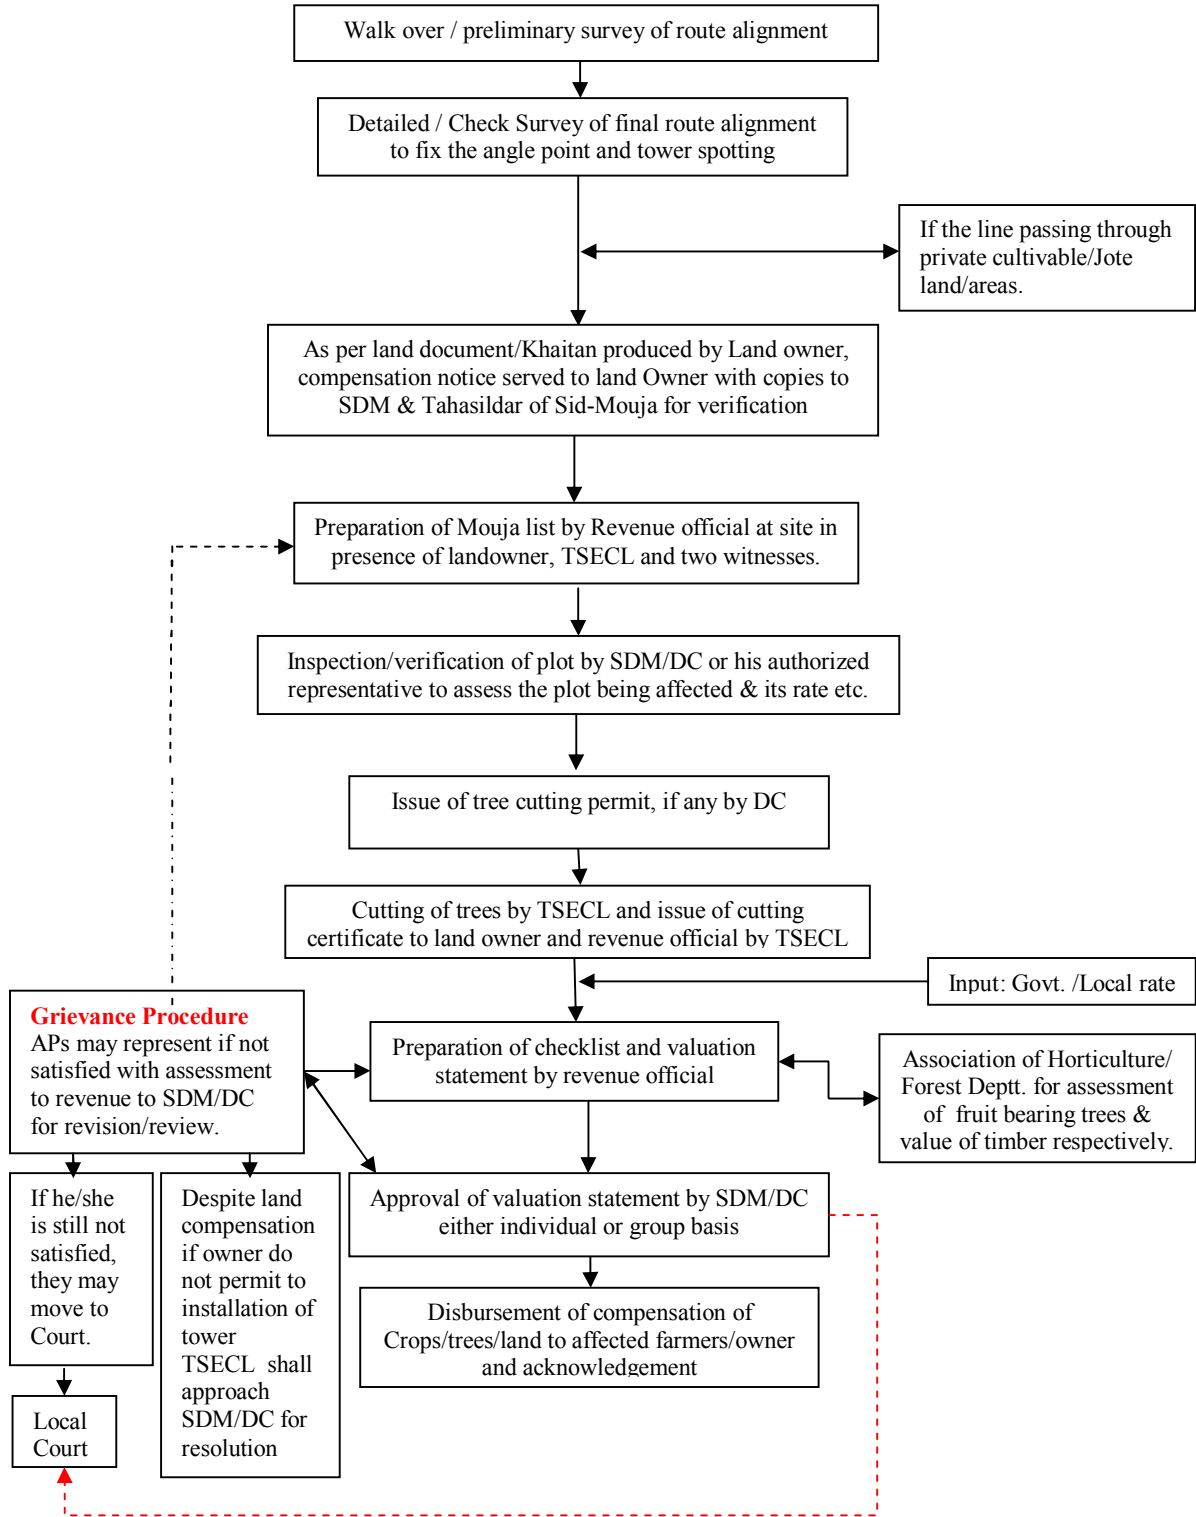 Walk over / preliminary survey of route alignment
Detailed / Check Survey of final route alignment
to fix the angle point and tower spotting
If the line passing through
private cultivable/Jote
land/areas.
As per land document/Khaitan produced by Land owner,
compensation notice served to land Owner with copies to
SDM & Tahasildar of Sid-Mouja for verification
Preparation of Mouja list by Revenue official at site in
presence of landowner, TSECL and two witnesses.
Inspection/verification of plot by SDM/DC or his authorized
representative to assess the plot being affected & its rate etc.
Issue of tree cutting permit, if any by DC
Cutting of trees by TSECL and issue of cutting
certificate to land owner and revenue official by TSECL
Input: Govt. /Local rate
Grievance Procedure
APs may represent if not
satisfied with assessment
to revenue to SDM/DC
for revision/review.
Preparation of checklist and valuation
statement by revenue official
Association of Horticulture/
Forest Deptt. for assessment
of fruit bearing trees &
value of timber respectively.
If he/she
is still not
satisfied,
they may
move to
Court.
Despite land
compensation
if owner do
not permit to
installation of
tower
TSECL shall
approach
SDM/DC for
resolution
Approval of valuation statement by SDM/DC
either individual or group basis
Disbursement of compensation of
Crops/trees/land to affected farmers/owner
and acknowledgement
Local
Court